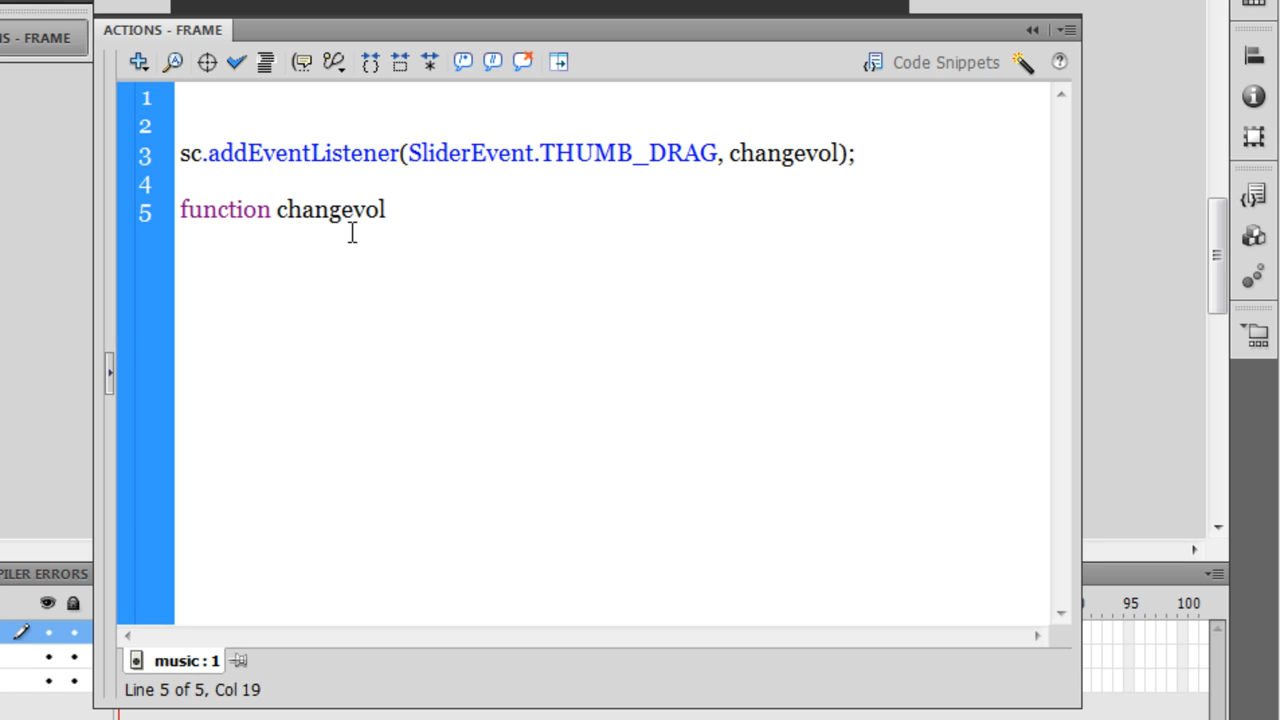 S - FRAME
ACTIONS - FRAME
Code Snippets
1
2
3 sc.addEventListener(SliderEvent.THUMB_DRAG, changevol);
4
5 function changevol
PILER ERRORS
95 100
music : 1
Line 5 of 5, Col 19